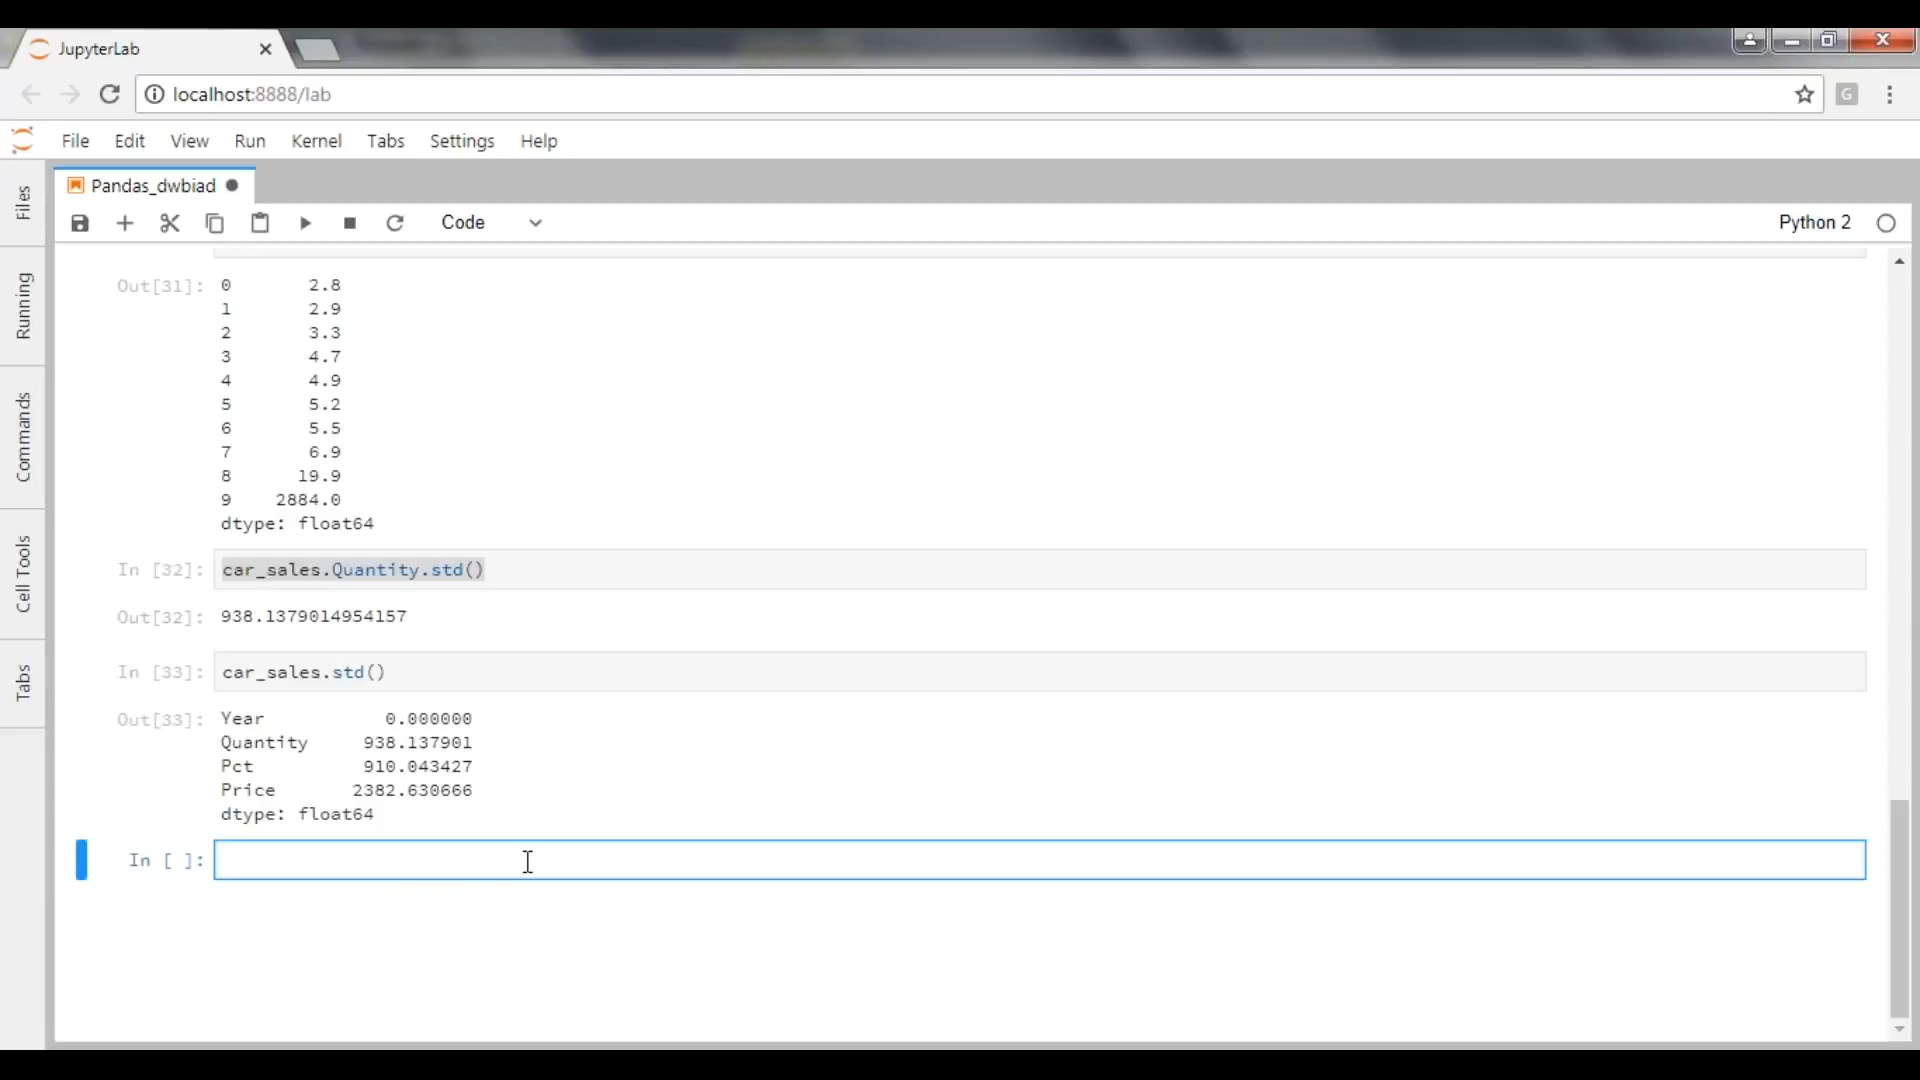 JupyterLab
localhost:8888/lab
G
File Edit View Run Kernel Tabs Settings Help
Files
Running
Commands
Cell Tools
Tabs
Pandas_dwbiad
Code
Python 2
Out[31]: 0 2.8
1 2.9
2 3.3
3 4.7
4 4.9
5 5.2
6 5.5
7 6.9
8 19.9
9 2884.0
dtype: float64
In [32]: car_sales.Quantity.std()
Out[32]: 938.1379014954157
In [33]: car_sales.std()
Out[33]: Year 0.000000
Quantity 938.137901
Pct 910.043427
Price 2382.630666
dtype: float64
In [ ]: